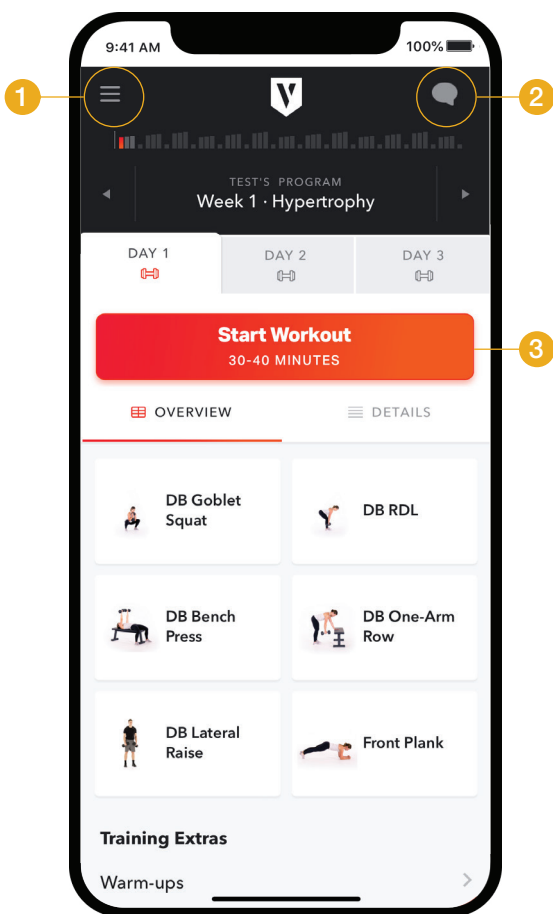 9:41 AM 100%
1 2
V
TEST'S PROGRAM
Week 1 · Hypertrophy
DAY 1 DAY 2 DAY 3
Start Workout
30-40 MINUTES
3
OVERVIEW DETAILS
DB Goblet
Squat
DB RDL
DB Bench
Press
DB One-Arm
Row
DB Lateral
Raise
Front Plank
Training Extras
Warm-ups